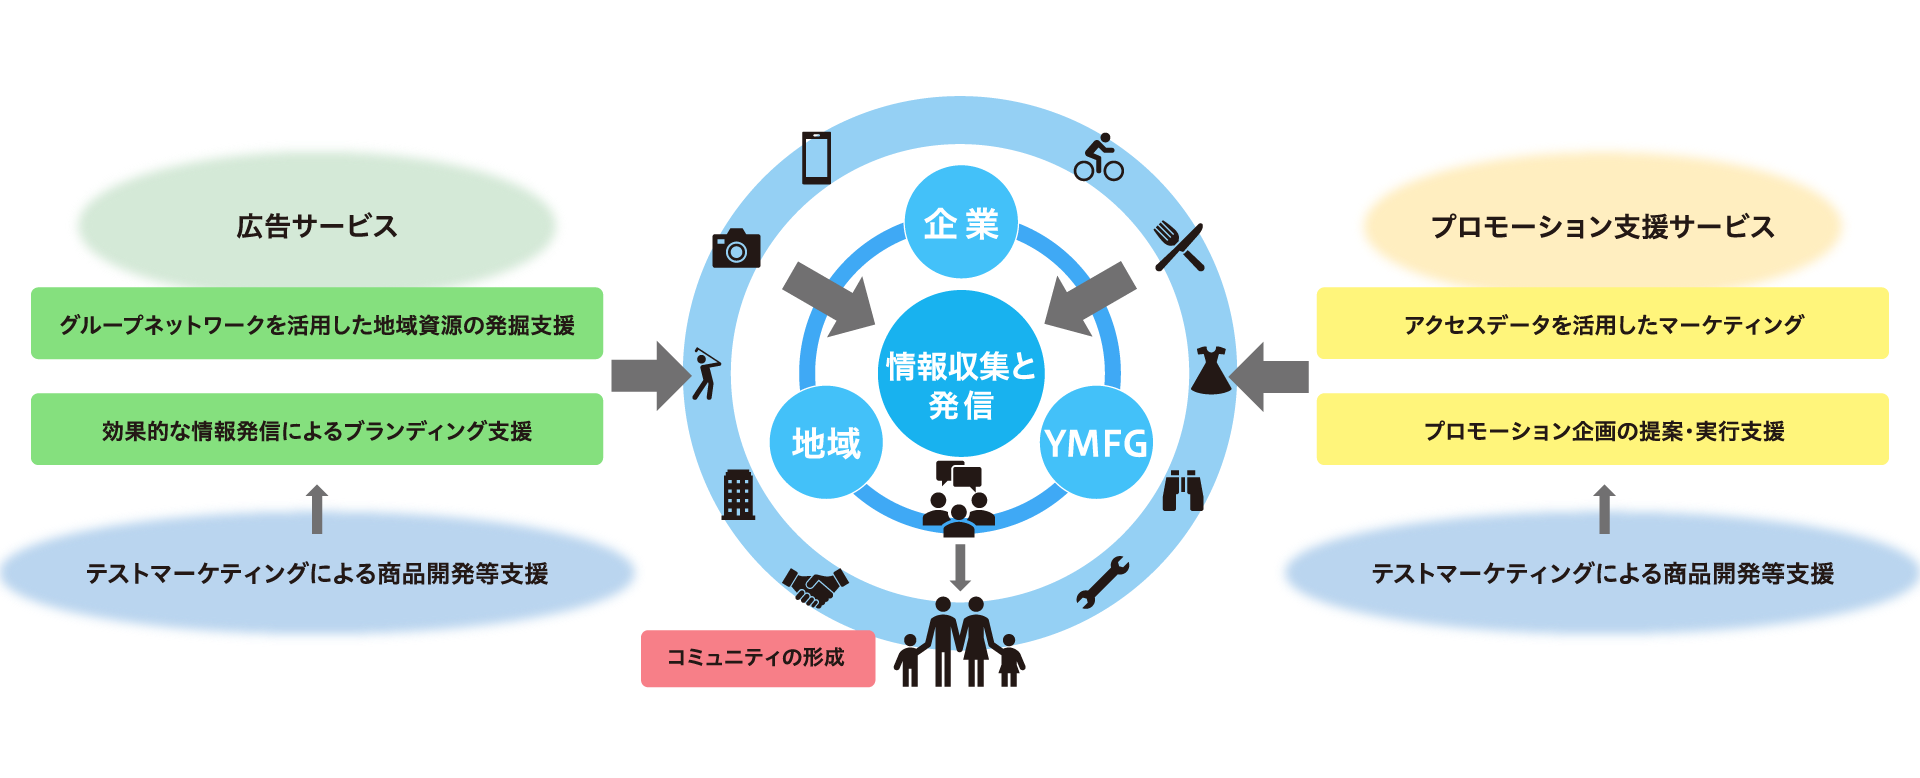 広告サービス
グループネットワークを活用した地域資源の発掘支援
効果的な情報発信によるブランディング支援
テストマーケティングによる商品開発等支援
企業
情報収集と
発信
地域
YMFG
コミュニティの形成
プロモーション支援サービス
アクセスデータを活用したマーケティング
プロモーション企画の提案・実行支援
テストマーケティングによる商品開発等支援